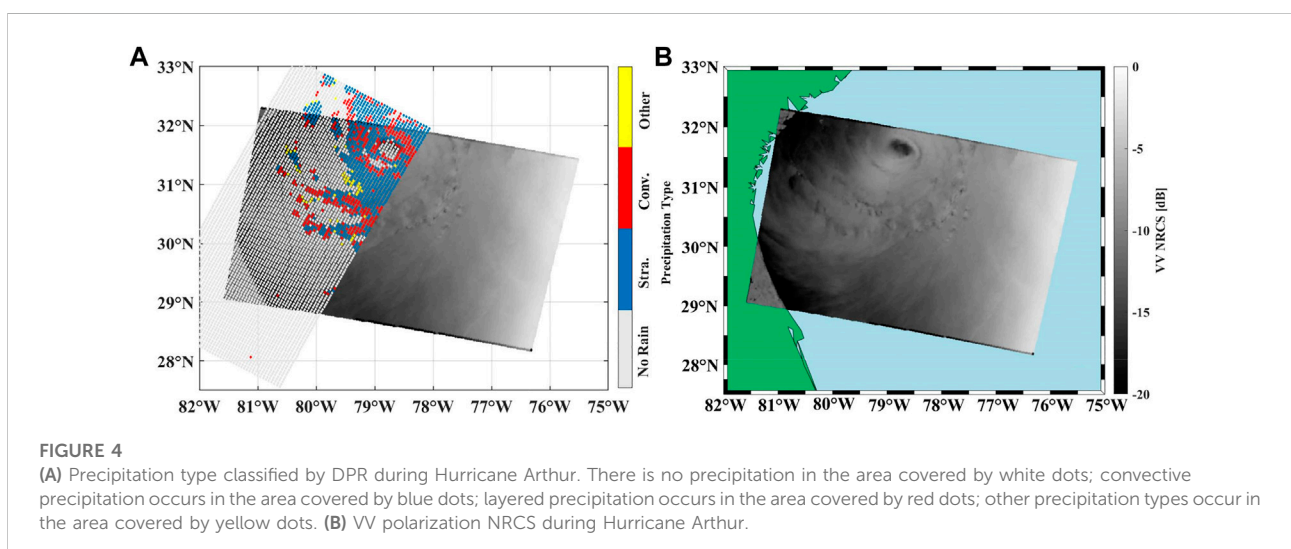 A
33°N
32°N
31°N
30°N
29°N
28°N
82°W 81°W 80°W 79°W 78°W 77°W 76°W 75°W
No Rain Stra. Conv. Other
Precipitation Type
B
33°N
32°N
31°N
30°N
29°N
28°N
82°W 81°W 80°W 79°W 78°W 77°W 76°W 75°W
0
-5
-10
-15
-20
VV NRCS [dB]
FIGURE 4
(A) Precipitation type classified by DPR during Hurricane Arthur. There is no precipitation in the area covered by white dots; convective
precipitation occurs in the area covered by blue dots; layered precipitation occurs in the area covered by red dots; other precipitation types occur in
the area covered by yellow dots. (B) VV polarization NRCS during Hurricane Arthur.